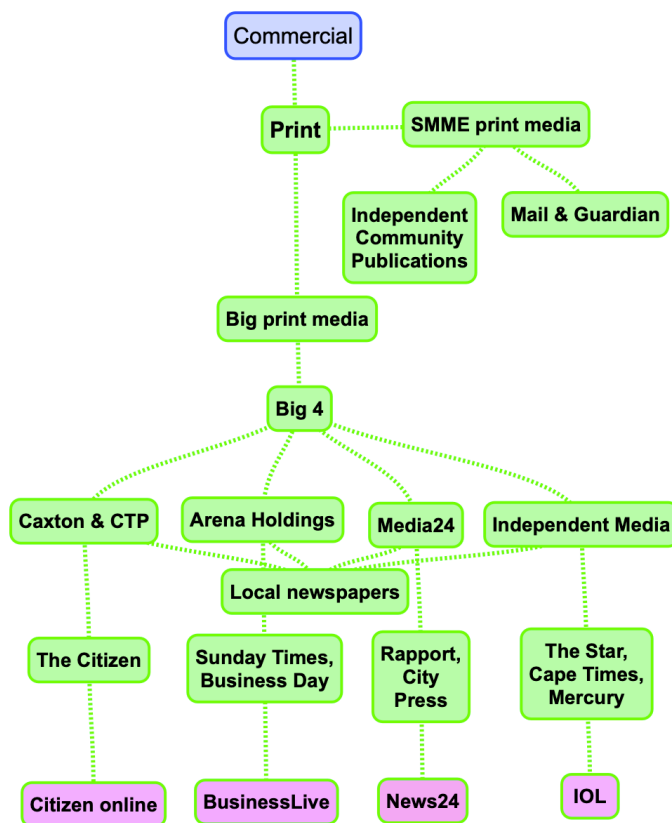 Commercial
Print
SMME print media
Independent
Community
Publications
Mail & Guardian
Big print media
Big 4
Caxton & CTP
Arena Holdings
Media24
Independent Media
Local newspapers
The Citizen
Sunday Times,
Business Day
Rapport,
City
Press
The Star,
Cape Times,
Mercury
Citizen online
BusinessLive
News24
IOL